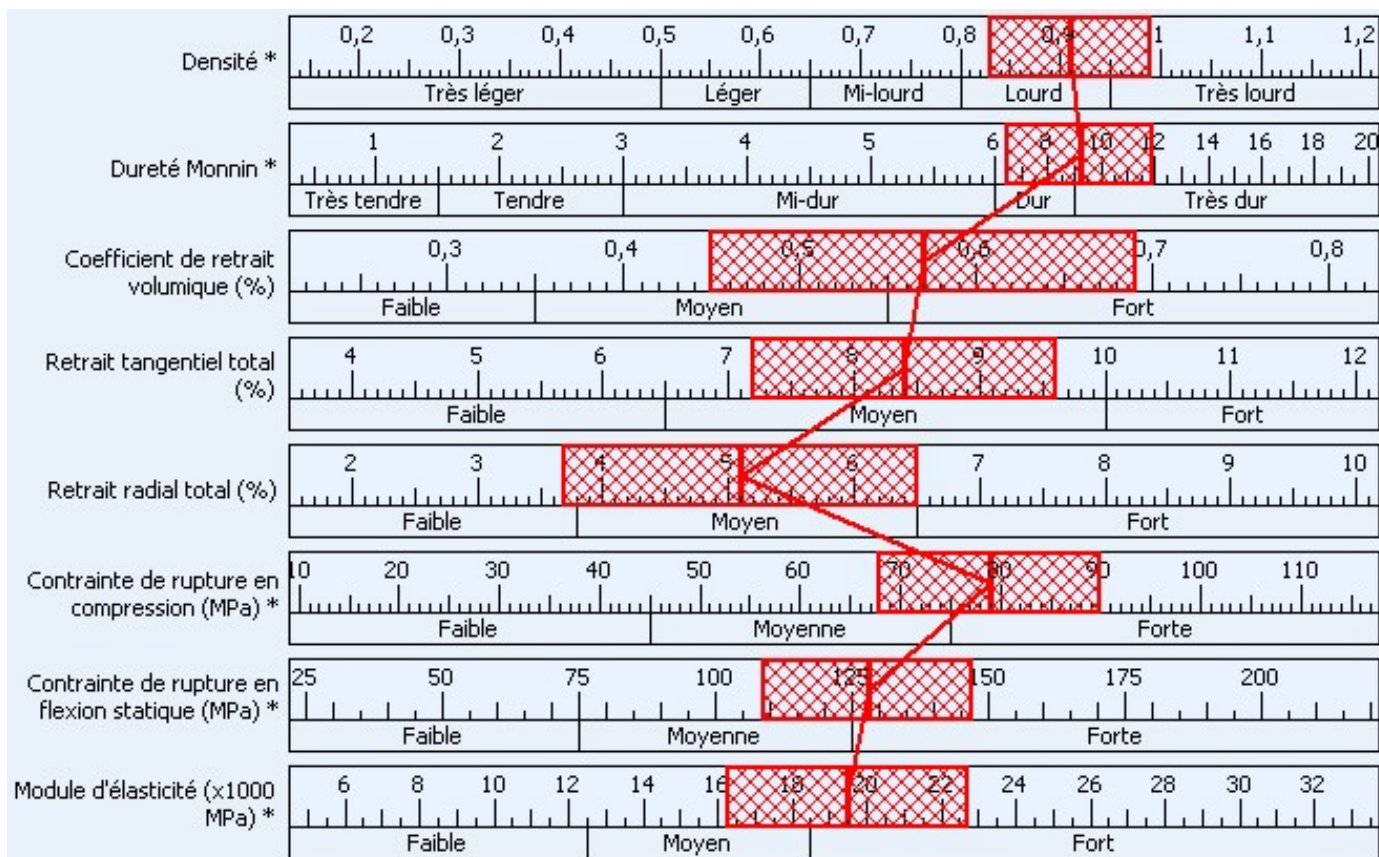 0,2 0,3 0,4 0,5 0,6 0,7 0,8 0,9 1 1,1 1,2
Densité *
Très léger Léger Mi-lourd Lourd Très lourd
1 2 3 4 5 6 8 10 12 14 16 18 20
Dureté Monnin *
Très tendre Tendre Mi-dur Dur Très dur
0,3 0,4 0,5 0,6 0,7 0,8
Coefficient de retrait
volumique (%)
Faible Moyen Fort
4 5 6 7 8 9 10 11 12
Retrait tangentiel total
(%)
Faible Moyen Fort
2 3 4 5 6 7 8 9 10
Retrait radial total (%)
Faible Moyen Fort
10 20 30 40 50 60 70 80 90 100 110
Contrainte de rupture en
compression (MPa) *
Faible Moyenne Forte
25 50 75 100 125 150 175 200
Contrainte de rupture en
flexion statique (MPa) *
Faible Moyenne Forte
6 8 10 12 14 16 18 20 22 24 26 28 30 32
Module d'élasticité (x1000
MPa) *
Faible Moyen Fort